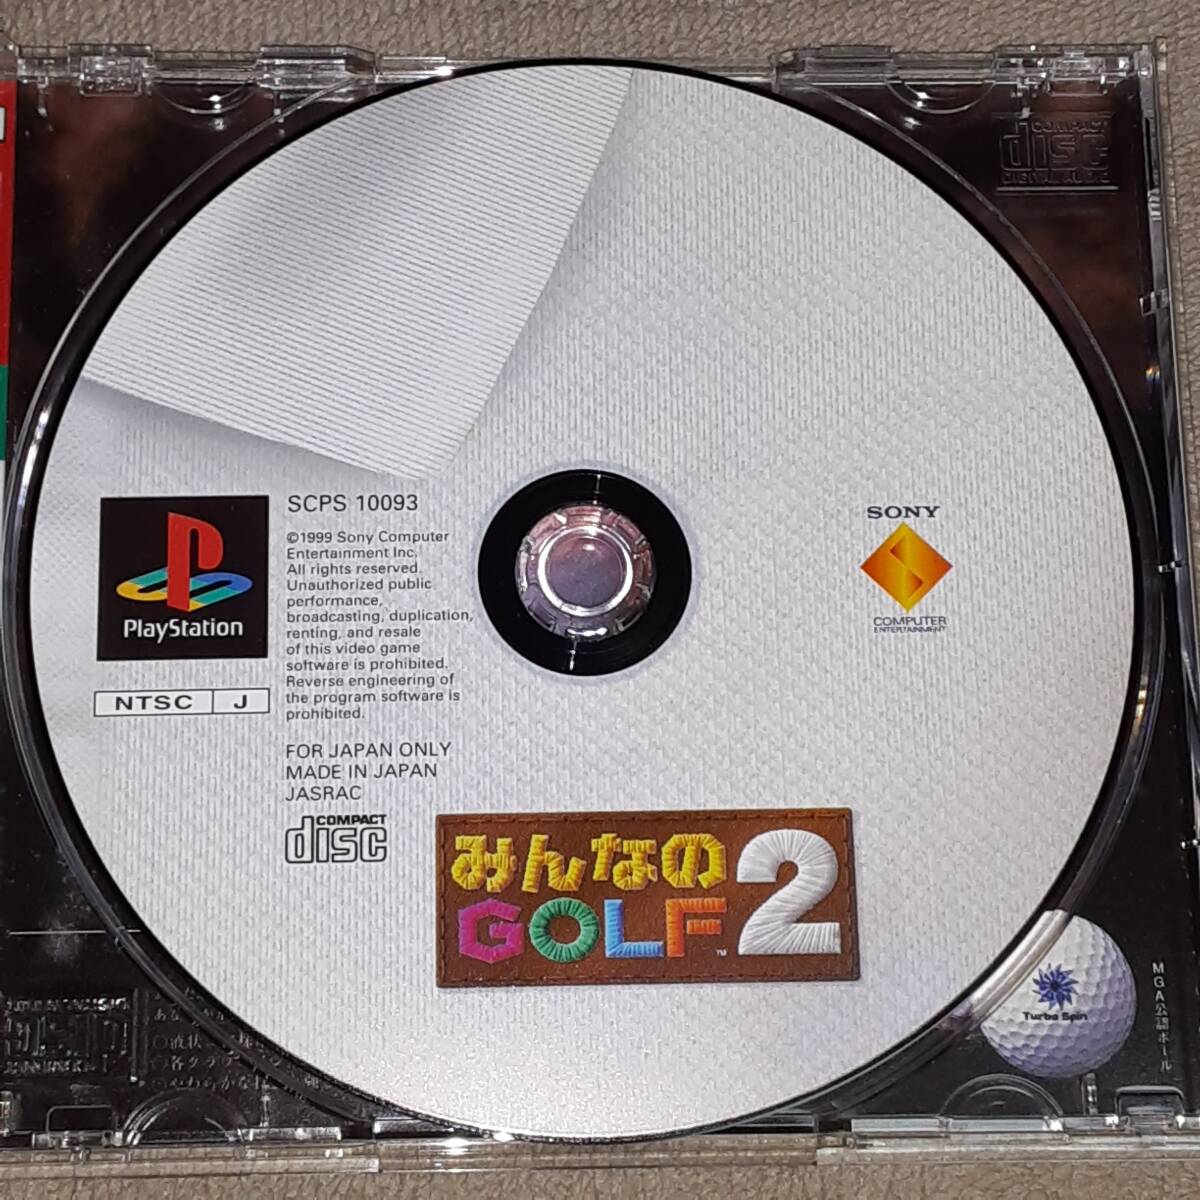 COMPACT
disc
DIGITAL AUDIO
SCPS 10093
©1999 Sony Computer
Entertainment Inc.
All rights reserved.
Unauthorized public
performance,
broadcasting, duplication,
renting, and resale
of this video game
software is prohibited.
Reverse engineering of
the program software is
prohibited.
PlayStation
NTSC J
FOR JAPAN ONLY
MADE IN JAPAN
JASRAC
COMPACT
disc
SONY
COMPUTER
ENTERTAINMENT
みんなの
GOLF 2
TM
Turbo Spin
MGA公認ボール